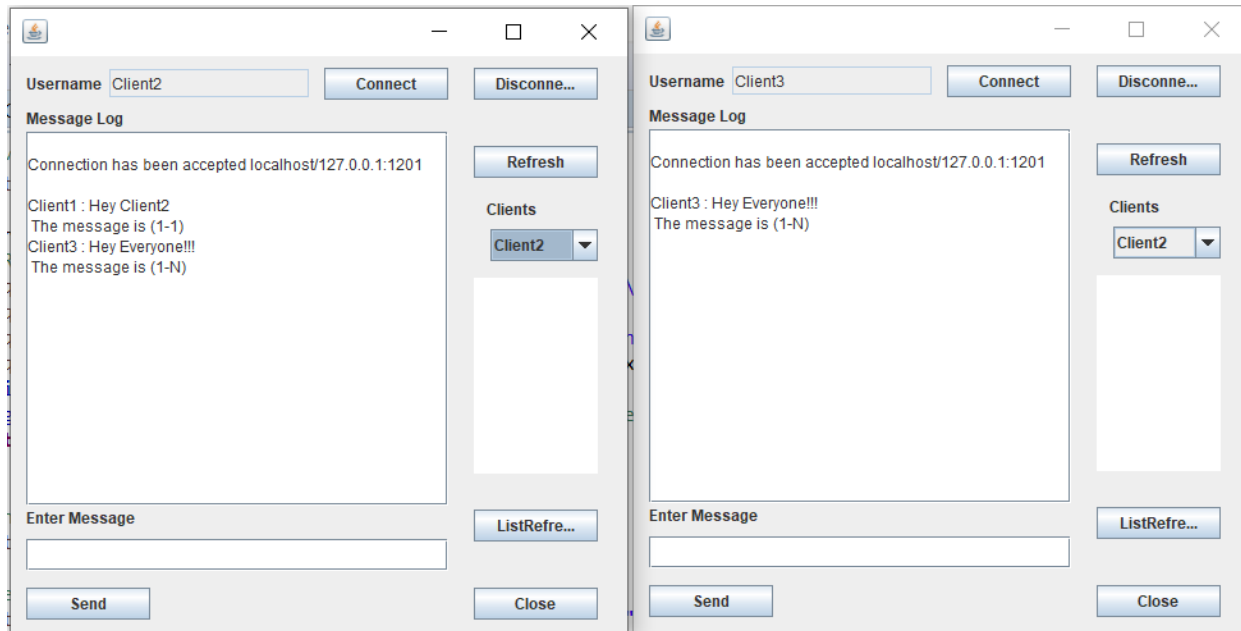 Username Client2 Connect Disconne...
Message Log
Connection has been accepted localhost/127.0.0.1:1201
Refresh
Client1 : Hey Client2
The message is (1-1)
Client3 : Hey Everyone!!!
The message is (1-N)
Clients
Client2
Enter Message
ListRefre...
Send Close
Username Client3 Connect Disconne...
Message Log
Connection has been accepted localhost/127.0.0.1:1201
Refresh
Client3 : Hey Everyone!!!
The message is (1-N)
Clients
Client2
Enter Message
ListRefre...
Send Close